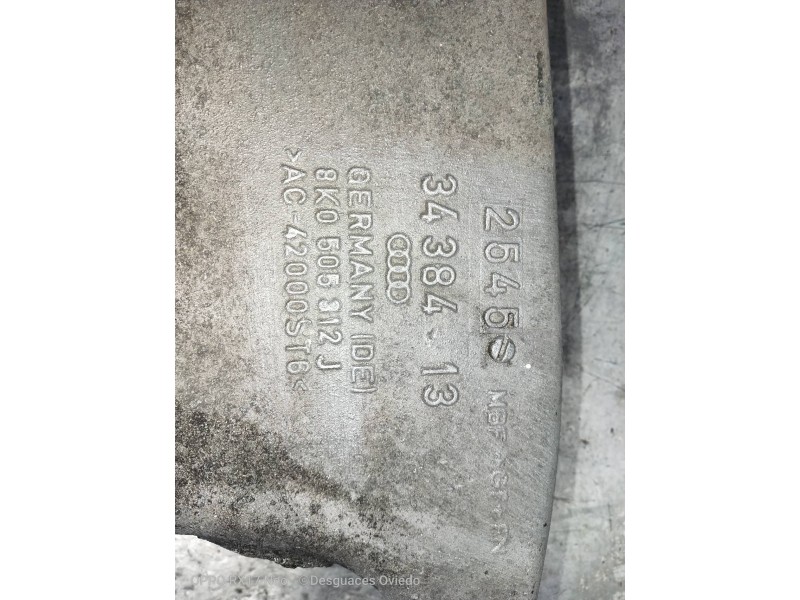 2545
34 384-13
GERMANY (DE)
8K0 505 312 J
>AC-42000ST6<
© Desguaces Oviedo